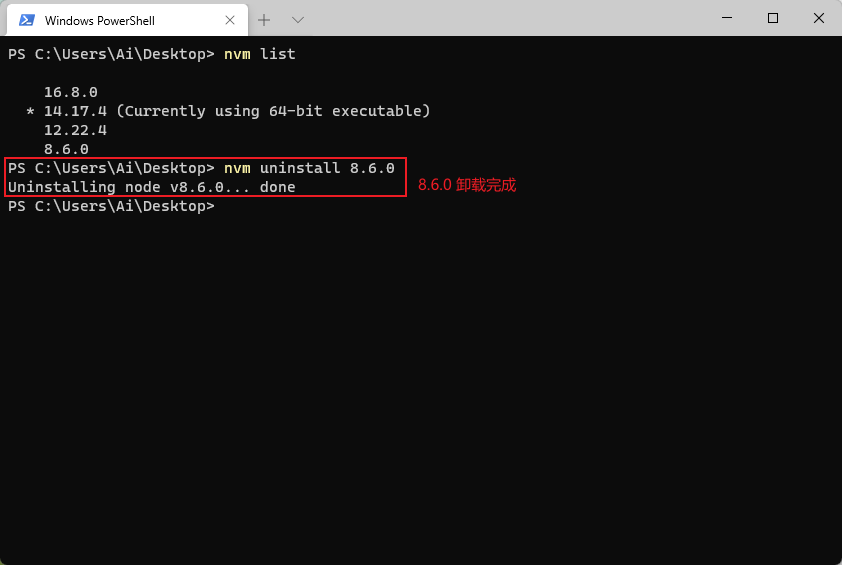 Windows PowerShell
PS C:\Users\Ai\Desktop> nvm list
16.8.0
* 14.17.4 (Currently using 64-bit executable)
12.22.4
8.6.0
PS C:\Users\Ai\Desktop> nvm uninstall 8.6.0
Uninstalling node v8.6.0... done
8.6.0 卸载完成
PS C:\Users\Ai\Desktop>